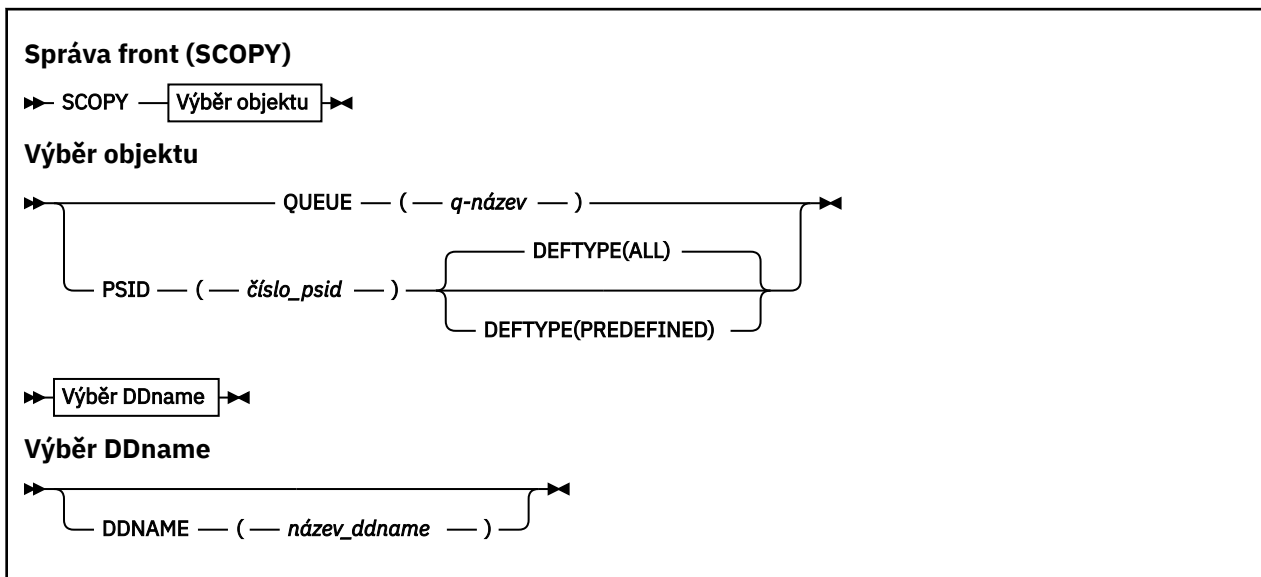 Správa front (SCOPY)
SCOPY Výběr objektu
Výběr objektu
QUEUE ( q-název )
DEFTYPE(ALL)
PSID ( číslo_psid )
DEFTYPE(PREDEFINED)
Výběr DDname
Výběr DDname
DDNAME ( název_ddname )